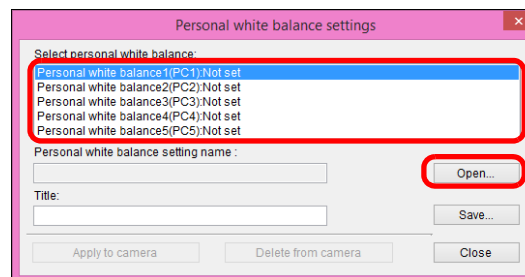 Personal white balance settings
×
Select personal white balance:
Personal white balance1(PC1):Not set
Personal white balance2(PC2):Not set
Personal white balance3(PC3):Not set
Personal white balance4(PC4):Not set
Personal white balance5(PC5):Not set
Personal white balance setting name :
Open...
Title:
Save...
Apply to camera Delete from camera Close